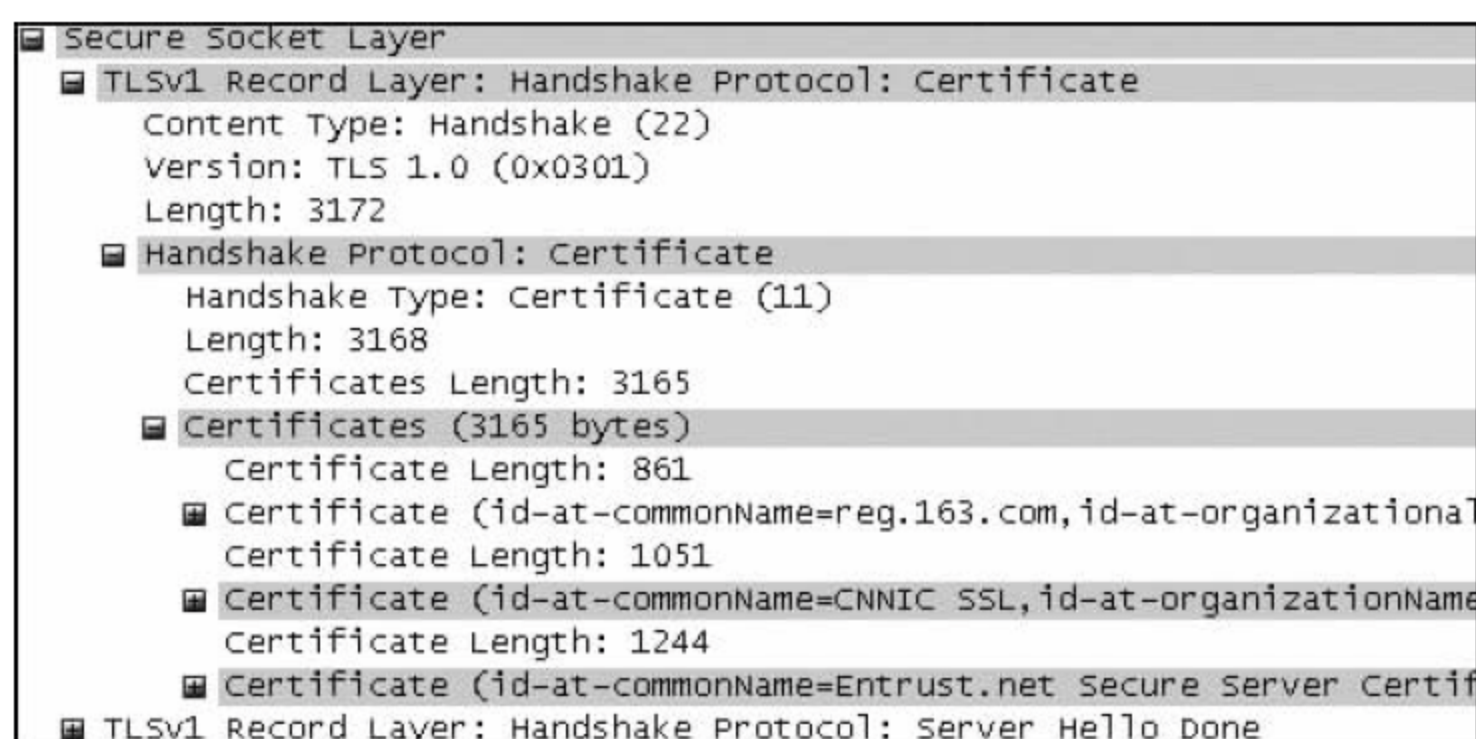 Secure Socket Layer
TLSv1 Record Layer: Handshake Protocol: Certificate
Content Type: Handshake (22)
Version: TLS 1.0 (0x0301)
Length: 3172
Handshake Protocol: Certificate
Handshake Type: Certificate (11)
Length: 3168
Certificates Length: 3165
Certificates (3165 bytes)
Certificate Length: 861
Certificate (id-at-commonName=reg.163.com,id-at-organizational
Certificate Length: 1051
Certificate (id-at-commonName=CNNIC SSL,id-at-organizationName
Certificate Length: 1244
Certificate (id-at-commonName=Entrust.net Secure Server Certif
TLSv1 Record Layer: Handshake Protocol: Server Hello Done